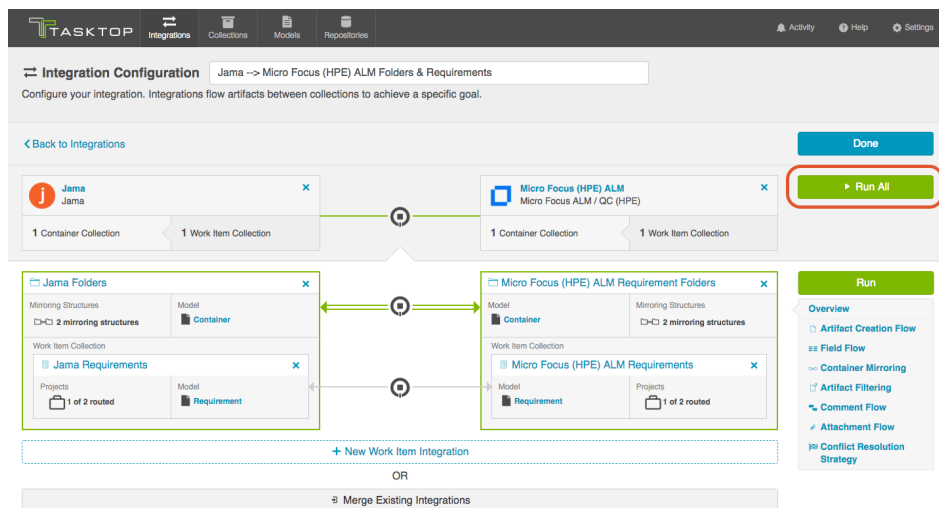 TASKTOP
Integrations
Collections
Models
Repositories
Activity
Help
Settings
Integration Configuration
Jama --> Micro Focus (HPE) ALM Folders & Requirements
Configure your integration. Integrations flow artifacts between collections to achieve a specific goal.
Back to Integrations
Done
Jama
Jama
1 Container Collection
1 Work Item Collection
Micro Focus (HPE) ALM
Micro Focus ALM / QC (HPE)
1 Container Collection
1 Work Item Collection
Run All
Jama Folders
Mirroring Structures
2 mirroring structures
Model
Container
Work Item Collection
Jama Requirements
Projects
1 of 2 routed
Model
Requirement
Micro Focus (HPE) ALM Requirement Folders
Model
Container
Mirroring Structures
2 mirroring structures
Work Item Collection
Micro Focus (HPE) ALM Requirements
Model
Requirement
Projects
1 of 2 routed
Run
Overview
Artifact Creation Flow
Field Flow
Container Mirroring
Artifact Filtering
Comment Flow
Attachment Flow
Conflict Resolution
Strategy
+ New Work Item Integration
OR
Merge Existing Integrations